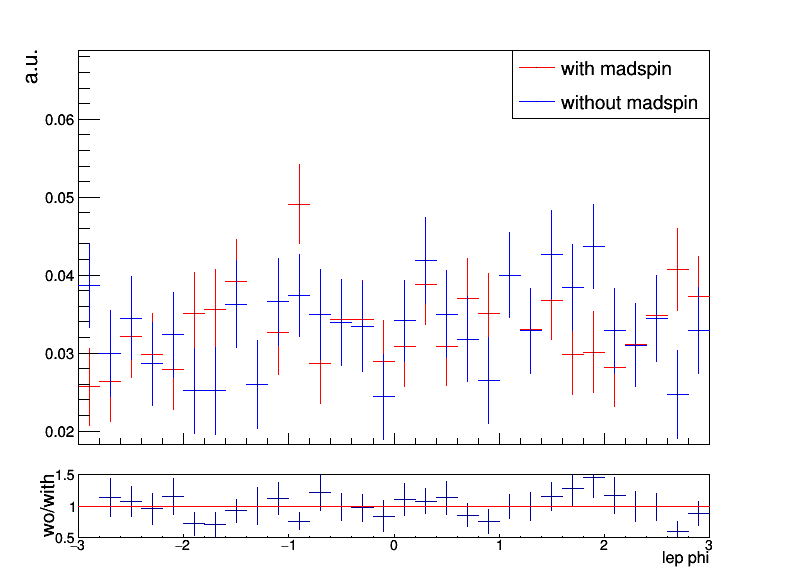 a.u.
with madspin
without madspin
0.06
0.05
0.04
0.03
0.02
wo/with
1.5
1
0.5
−3 −2 −1 0 1 2 3
lep phi